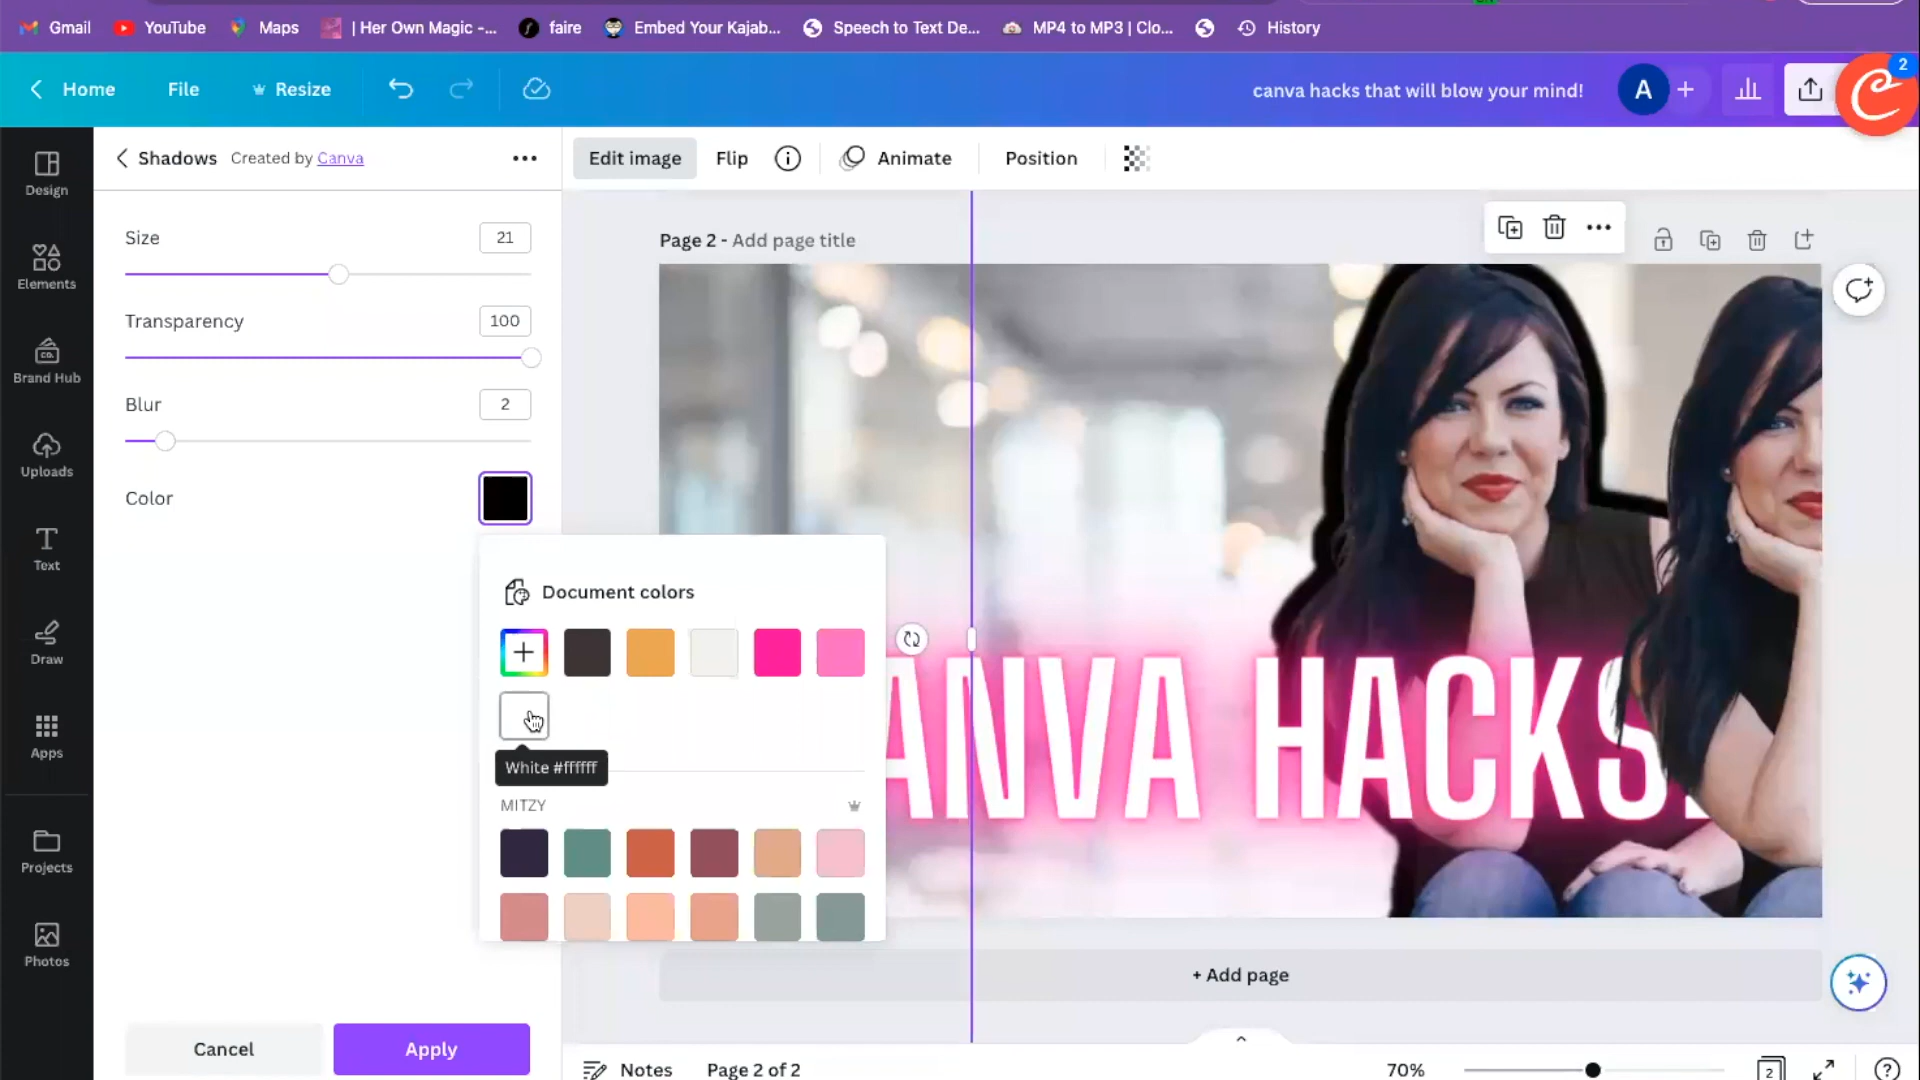 Gmail YouTube Maps | Her Own Magic -... faire Embed Your Kajab... Speech to Text De... MP4 to MP3 | Clo... History
Home File Resize canva hacks that will blow your mind! A + 2
Shadows Created by Canva Edit image Flip Animate Position
Design
Elements
Brand Hub
Uploads
Text
Draw
Apps
Projects
Photos
Size 21
Transparency 100
Blur 2
Color
Document colors
White #ffffff
MITZY
Cancel Apply
Page 2 - Add page title
ANVA HACKS.
+ Add page
Notes Page 2 of 2 70% 2 ?